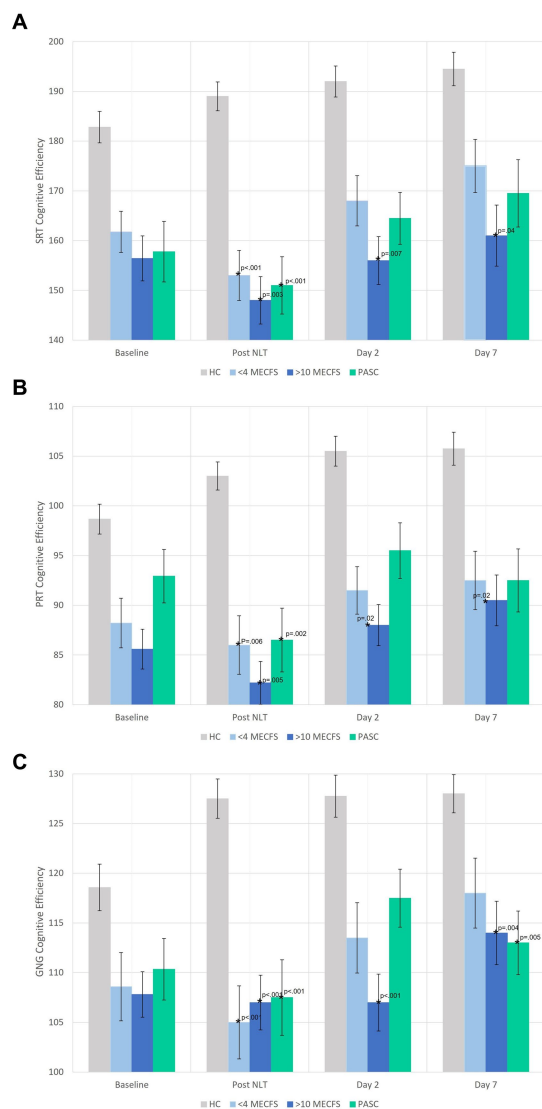 A
200
190
180
170
160
150
140
SRT Cognitive Efficiency
p<.001
p=.005
p<.001
p=.007
p=.04
Baseline
Post NLT
Day 2
Day 7
HC
<4 MECFS
>10 MECFS
PASC
B
110
105
100
95
90
85
80
PRT Cognitive Efficiency
P=.006
p=.005
p=.002
p=.02
p=.02
Baseline
Post NLT
Day 2
Day 7
HC
<4 MECFS
>10 MECFS
PASC
C
130
125
120
115
110
105
100
GNG Cognitive Efficiency
p<.001
p<.001
p<.001
p<.001
p=.004
p=.005
Baseline
Post NLT
Day 2
Day 7
HC
<4 MECFS
>10 MECFS
PASC